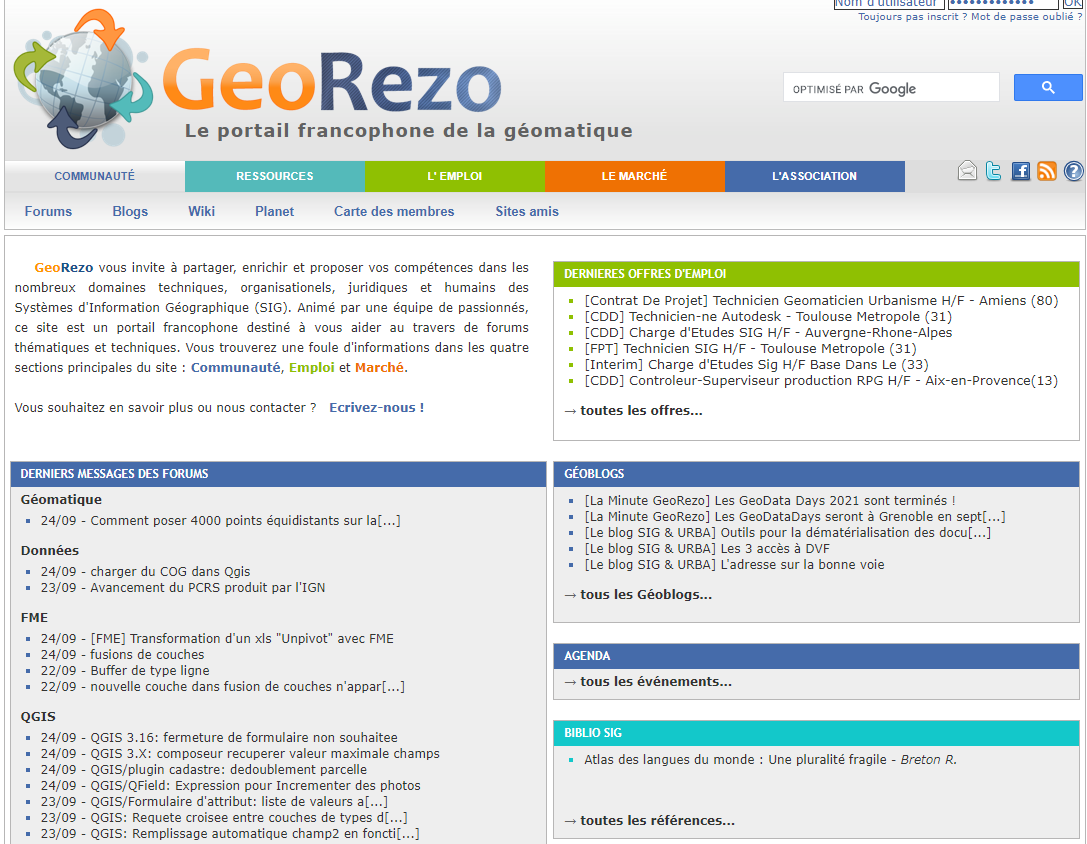 Nom d'utilisateur ••••••••••••• OK
Toujours pas inscrit ? Mot de passe oublié ?
GeoRezo
Le portail francophone de la géomatique
OPTIMISÉ PAR Google
COMMUNAUTÉ RESSOURCES L' EMPLOI LE MARCHÉ L'ASSOCIATION
Forums Blogs Wiki Planet Carte des membres Sites amis
GeoRezo vous invite à partager, enrichir et proposer vos compétences dans les
nombreux domaines techniques, organisationels, juridiques et humains des
Systèmes d'Information Géographique (SIG). Animé par une équipe de passionnés,
ce site est un portail francophone destiné à vous aider au travers de forums
thématiques et techniques. Vous trouverez une foule d'informations dans les quatre
sections principales du site : Communauté, Emploi et Marché.
Vous souhaitez en savoir plus ou nous contacter ? Ecrivez-nous !
DERNIERES OFFRES D'EMPLOI
[Contrat De Projet] Technicien Geomaticien Urbanisme H/F - Amiens (80)
[CDD] Technicien-ne Autodesk - Toulouse Metropole (31)
[CDD] Charge d'Etudes SIG H/F - Auvergne-Rhone-Alpes
[FPT] Technicien SIG H/F - Toulouse Metropole (31)
[Interim] Charge d'Etudes Sig H/F Base Dans Le (33)
[CDD] Controleur-Superviseur production RPG H/F - Aix-en-Provence(13)
→ toutes les offres...
DERNIERS MESSAGES DES FORUMS
Géomatique
24/09 - Comment poser 4000 points équidistants sur la[...]
Données
24/09 - charger du COG dans Qgis
23/09 - Avancement du PCRS produit par l'IGN
FME
24/09 - [FME] Transformation d'un xls "Unpivot" avec FME
24/09 - fusions de couches
22/09 - Buffer de type ligne
22/09 - nouvelle couche dans fusion de couches n'appar[...]
QGIS
24/09 - QGIS 3.16: fermeture de formulaire non souhaitee
24/09 - QGIS 3.X: composeur recuperer valeur maximale champs
24/09 - QGIS/plugin cadastre: dedoublement parcelle
24/09 - QGIS/QField: Expression pour Incrementer des photos
23/09 - QGIS/Formulaire d'attribut: liste de valeurs a[...]
23/09 - QGIS: Requete croisee entre couches de types d[...]
23/09 - QGIS: Remplissage automatique champ2 en foncti[...]
GÉOBLOGS
[La Minute GeoRezo] Les GeoData Days 2021 sont terminés !
[La Minute GeoRezo] Les GeoDataDays seront à Grenoble en sept[...]
[Le blog SIG & URBA] Outils pour la dématérialisation des docu[...]
[Le blog SIG & URBA] Les 3 accès à DVF
[Le blog SIG & URBA] L'adresse sur la bonne voie
→ tous les Géoblogs...
AGENDA
→ tous les événements...
BIBLIO SIG
Atlas des langues du monde : Une pluralité fragile - Breton R.
→ toutes les références...